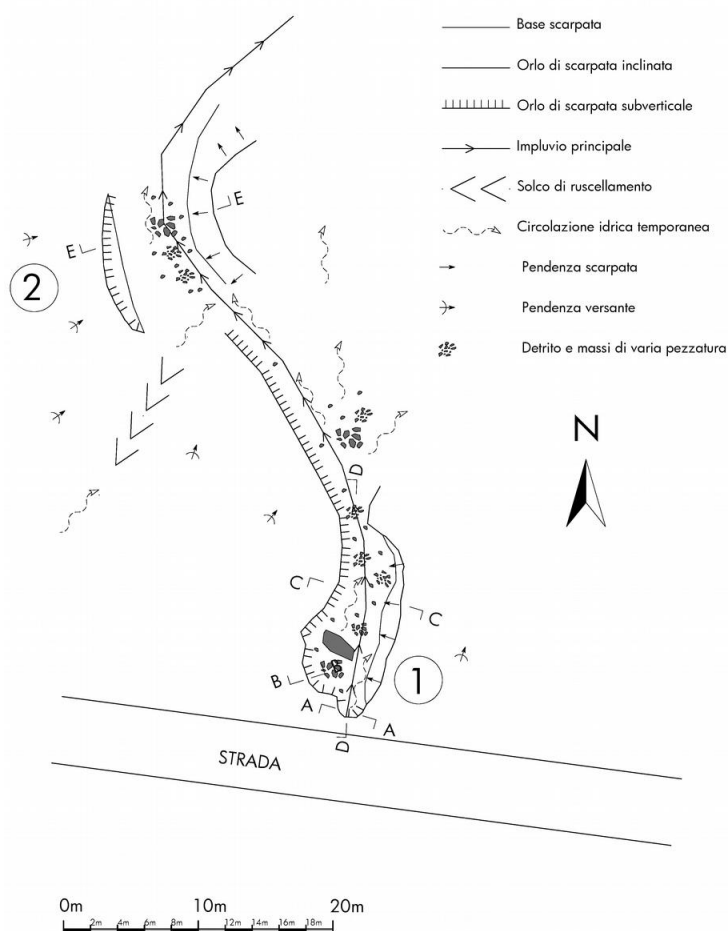 Base scarpata
Orlo di scarpata inclinata
Orlo di scarpata subverticale
Impluvio principale
Solco di ruscellamento
Circolazione idrica temporanea
Pendenza scarpata
Pendenza versante
Detrito e massi di varia pezzatura
E
E
2
N
D
C
C
B
B
1
A
A
D
STRADA
0m 10m 20m
2m 4m 6m 8m 12m 14m 16m 18m